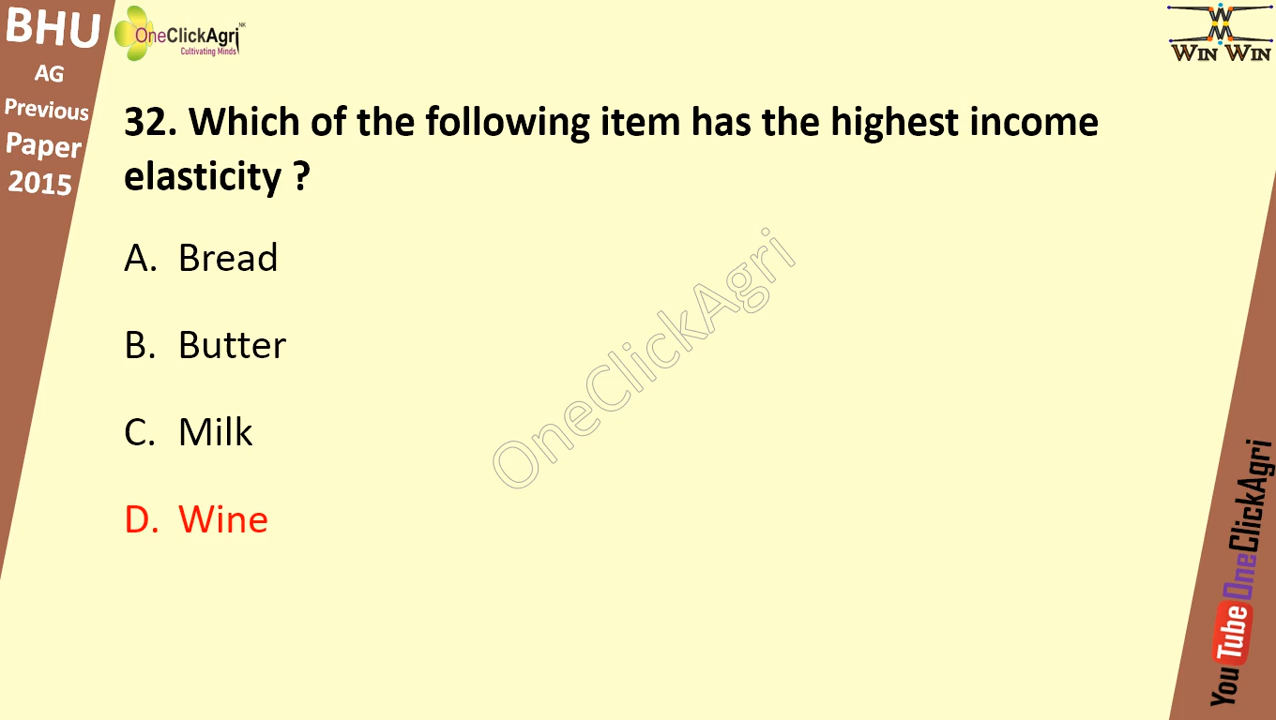 BHU
AG
Previous
Paper
2015
OneClickAgri NK
Cultivating Minds
WIN WIN
32. Which of the following item has the highest income
elasticity ?
A. Bread
B. Butter
C. Milk
D. Wine
OneClickAgri
YouTube OneClickAgri